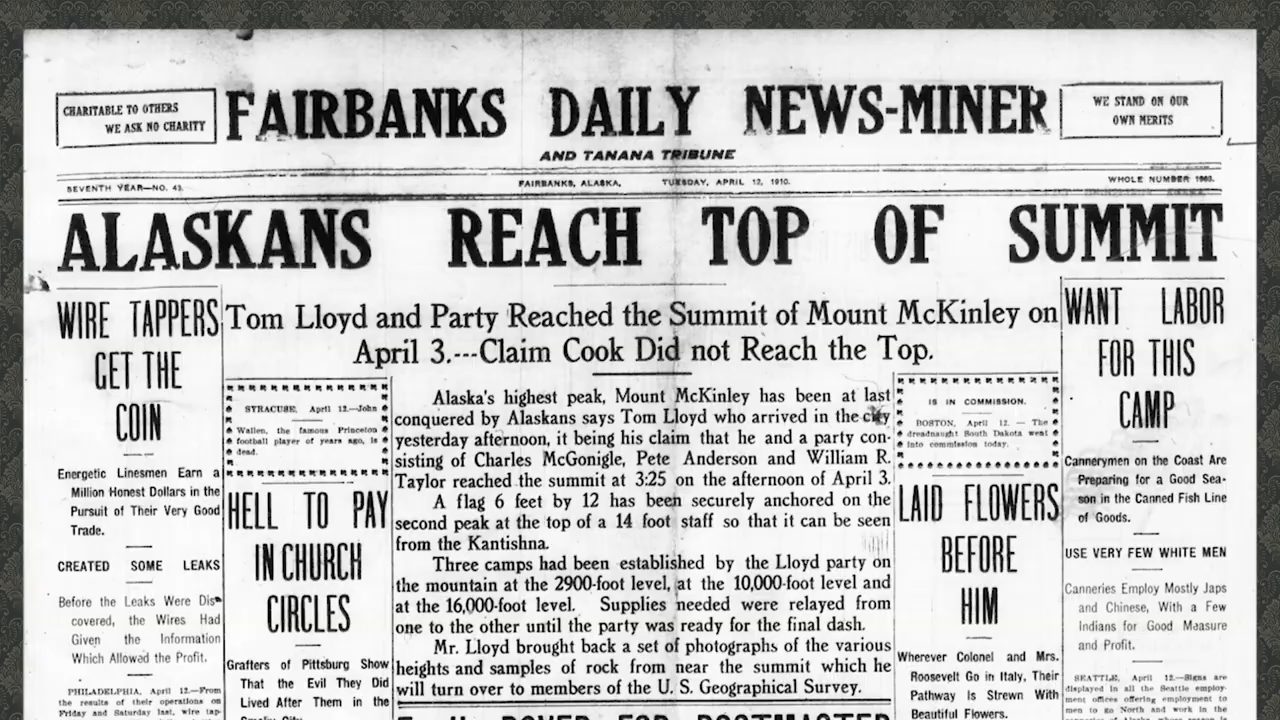 CHARITABLE TO OTHERS
WE ASK NO CHARITY
FAIRBANKS DAILY NEWS-MINER
WE STAND ON OUR
OWN MERITS
AND TANANA TRIBUNE
SEVENTH YEAR—NO. 43.
FAIRBANKS, ALASKA, TUESDAY, APRIL 12, 1910.
WHOLE NUMBER
ALASKANS REACH TOP OF SUMMIT
WIRE TAPPERS
GET THE
COIN
Energetic Linesmen Earn a
Million Honest Dollars in the
Pursuit of Their Very Good
Trade.
CREATED SOME LEAKS
Before the Leaks Were Dis-
covered, the Wires Had
Given the Information
Which Allowed the Profit.
PHILADELPHIA, April 12.—From
the results of their operations on
Friday and Saturday last, wire tap-
Tom Lloyd and Party Reached the Summit of Mount McKinley on
April 3.---Claim Cook Did not Reach the Top.
SYRACUSE, April 12.—John
Wallen, the famous Princeton
football player of years ago, is
dead.
HELL TO PAY
IN CHURCH
CIRCLES
Grafters of Pittsburg Show
That the Evil They Did
Lived After Them in the
Smoky City.
Alaska's highest peak, Mount McKinley has been at last
conquered by Alaskans says Tom Lloyd who arrived in the city
yesterday afternoon, it being his claim that he and a party con-
sisting of Charles McGonigle, Pete Anderson and William R.
Taylor reached the summit at 3:25 on the afternoon of April 3.
A flag 6 feet by 12 has been securely anchored on the
second peak at the top of a 14 foot staff so that it can be seen
from the Kantishna.
Three camps had been established by the Lloyd party on
the mountain at the 2900-foot level, at the 10,000-foot level and
at the 16,000-foot level. Supplies needed were relayed from
one to the other until the party was ready for the final dash.
Mr. Lloyd brought back a set of photographs of the various
heights and samples of rock from near the summit which he
will turn over to members of the U. S. Geographical Survey.
FOR POSTMASTER
IS IN COMMISSION.
BOSTON, April 12. — The
dreadnaught South Dakota went
into commission today.
LAID FLOWERS
BEFORE
HIM
Wherever Colonel and Mrs.
Roosevelt Go in Italy, Their
Pathway Is Strewn With
Beautiful Flowers.
WANT LABOR
FOR THIS
CAMP
Cannerymen on the Coast Are
Preparing for a Good Sea-
son in the Canned Fish Line
of Goods.
USE VERY FEW WHITE MEN
Canneries Employ Mostly Japs
and Chinese, With a Few
Indians for Good Measure
and Profit.
SEATTLE, April 12.—Signs are
displayed in all the Seattle employ-
ment offices offering employment to
men to go North and work in the